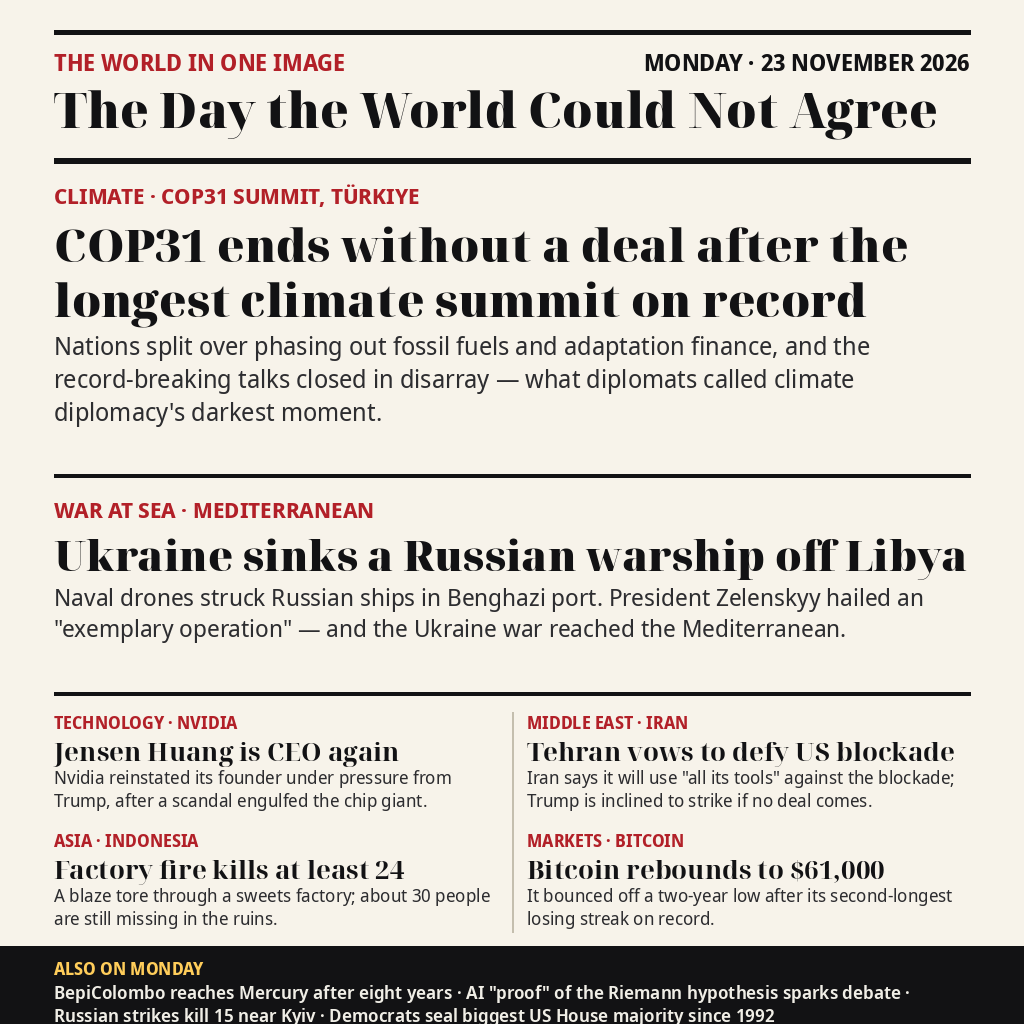 THE WORLD IN ONE IMAGE
MONDAY · 23 NOVEMBER 2026
The Day the World Could Not Agree
CLIMATE · COP31 SUMMIT, TÜRKIYE
COP31 ends without a deal after the
longest climate summit on record
Nations split over phasing out fossil fuels and adaptation finance, and the
record-breaking talks closed in disarray — what diplomats called climate
diplomacy's darkest moment.
WAR AT SEA · MEDITERRANEAN
Ukraine sinks a Russian warship off Libya
Naval drones struck Russian ships in Benghazi port. President Zelenskyy hailed an
"exemplary operation" — and the Ukraine war reached the Mediterranean.
TECHNOLOGY · NVIDIA
Jensen Huang is CEO again
Nvidia reinstated its founder under pressure from
Trump, after a scandal engulfed the chip giant.
ASIA · INDONESIA
Factory fire kills at least 24
A blaze tore through a sweets factory; about 30 people
are still missing in the ruins.
MIDDLE EAST · IRAN
Tehran vows to defy US blockade
Iran says it will use "all its tools" against the blockade;
Trump is inclined to strike if no deal comes.
MARKETS · BITCOIN
Bitcoin rebounds to $61,000
It bounced off a two-year low after its second-longest
losing streak on record.
ALSO ON MONDAY
BepiColombo reaches Mercury after eight years · AI "proof" of the Riemann hypothesis sparks debate ·
Russian strikes kill 15 near Kyiv · Democrats seal biggest US House majority since 1992